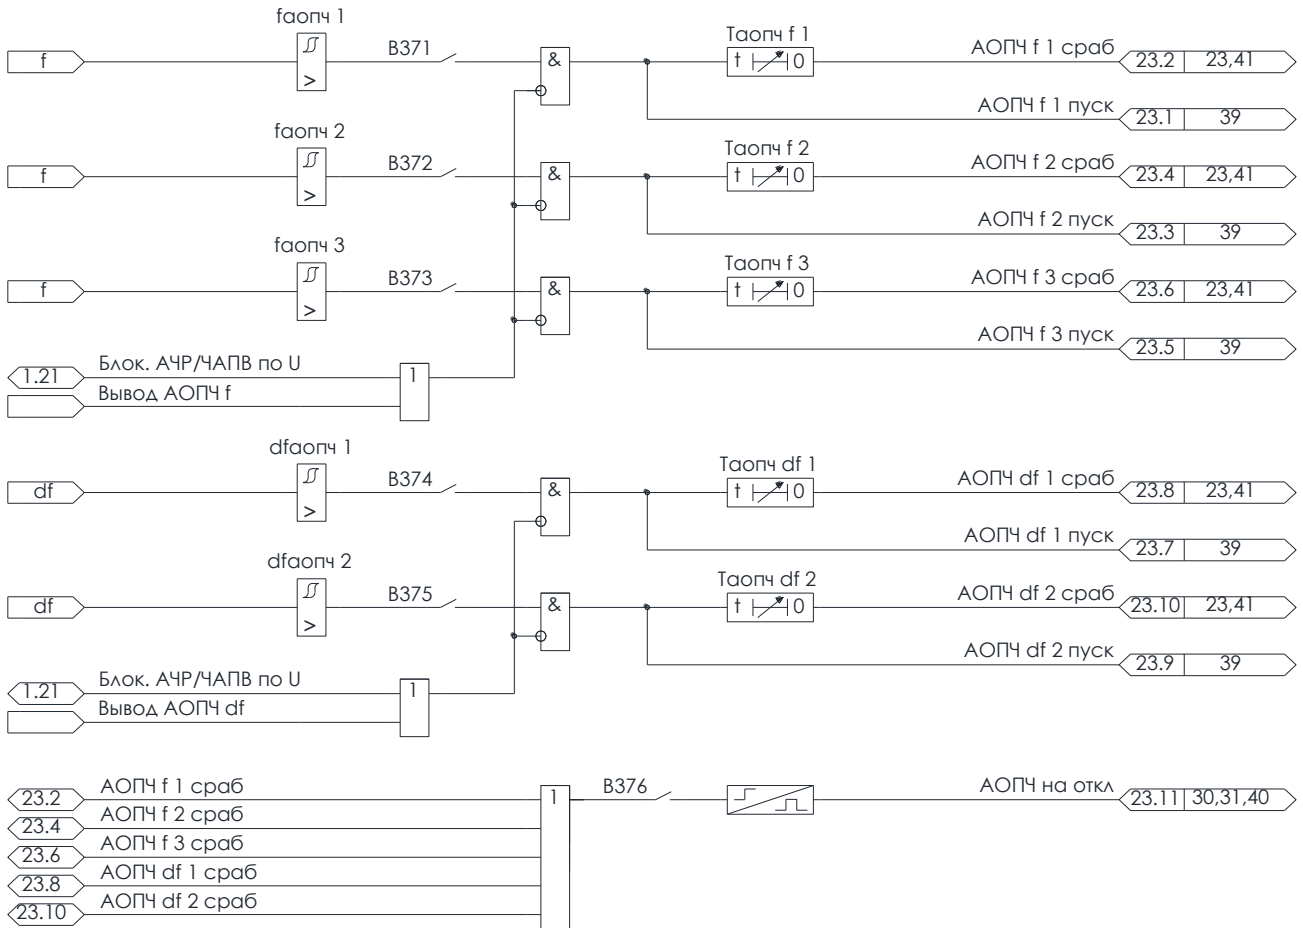 fаопч 1
f
>
В371
&
Tаопч f 1
t 0
АОПЧ f 1 сраб
23.2 23,41
АОПЧ f 1 пуск
23.1 39
fаопч 2
f
>
В372
&
Tаопч f 2
t 0
АОПЧ f 2 сраб
23.4 23,41
АОПЧ f 2 пуск
23.3 39
fаопч 3
f
>
В373
&
Tаопч f 3
t 0
АОПЧ f 3 сраб
23.6 23,41
АОПЧ f 3 пуск
23.5 39
1.21 Блок. АЧР/ЧАПВ по U
Вывод АОПЧ f
1
dfаопч 1
df
>
В374
&
Tаопч df 1
t 0
АОПЧ df 1 сраб
23.8 23,41
АОПЧ df 1 пуск
23.7 39
dfаопч 2
df
>
В375
&
Tаопч df 2
t 0
АОПЧ df 2 сраб
23.10 23,41
АОПЧ df 2 пуск
23.9 39
1.21 Блок. АЧР/ЧАПВ по U
Вывод АОПЧ df
1
23.2 АОПЧ f 1 сраб
23.4 АОПЧ f 2 сраб
23.6 АОПЧ f 3 сраб
23.8 АОПЧ df 1 сраб
23.10 АОПЧ df 2 сраб
1
В376
АОПЧ на откл
23.11 30,31,40